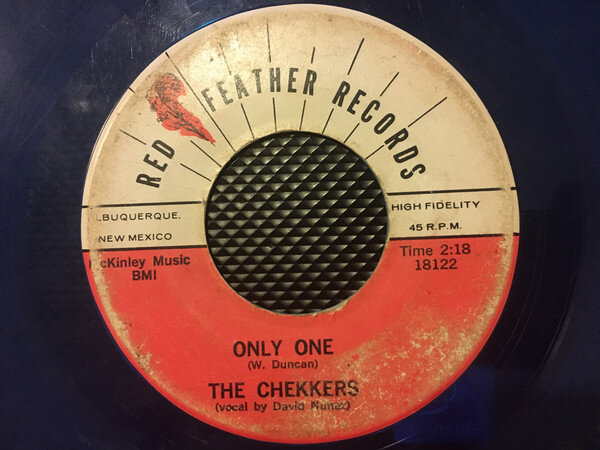 RED FEATHER RECORDS
LBUQUERQUE,
NEW MEXICO
HIGH FIDELITY
45 R.P.M.
cKinley Music
BMI
Time 2:18
18122
ONLY ONE
(W. Duncan)
THE CHEKKERS
(vocal by David Nunez)